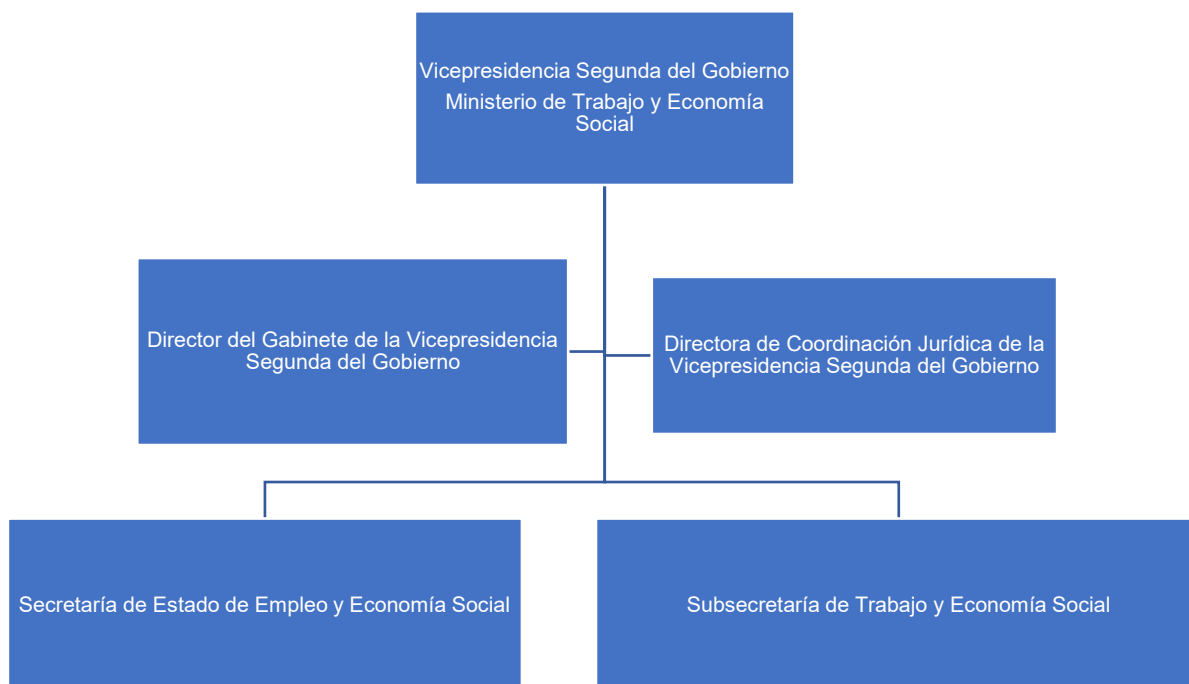 Vicepresidencia Segunda del Gobierno
Ministerio de Trabajo y Economía
Social
Director del Gabinete de la Vicepresidencia
Segunda del Gobierno
Directora de Coordinación Jurídica de la
Vicepresidencia Segunda del Gobierno
Secretaría de Estado de Empleo y Economía Social
Subsecretaría de Trabajo y Economía Social